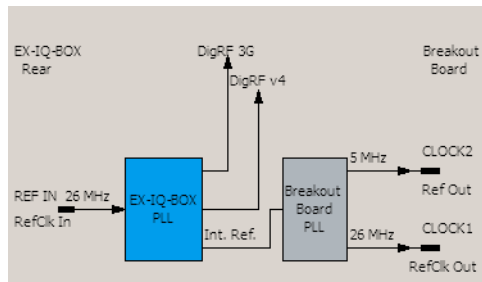 EX-IQ-BOX
Rear
DigRF 3G
DigRF v4
Breakout
Board
REF IN 26 MHz
RefClk In
EX-IQ-BOX
PLL
Int. Ref.
Breakout
Board
PLL
5 MHz
CLOCK2
Ref Out
26 MHz
CLOCK1
RefClk Out